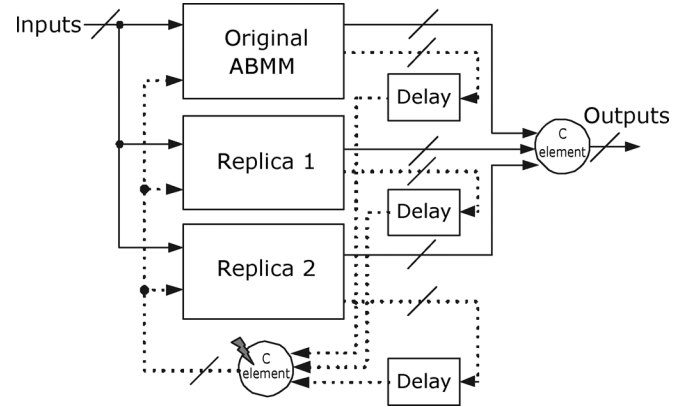 Inputs
Original
ABMM
Delay
Outputs
C
element
Replica 1
Delay
Replica 2
C
element
Delay